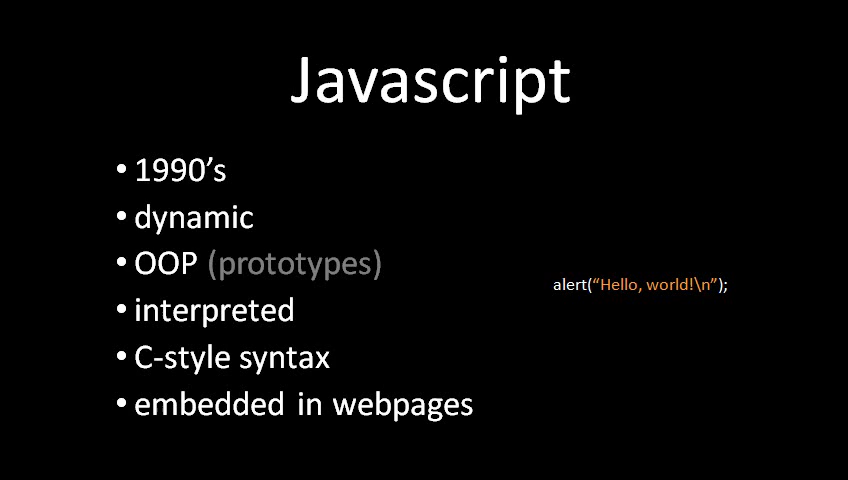 Javascript
• 1990’s
• dynamic
• OOP (prototypes)
• interpreted
• C-style syntax
• embedded in webpages
alert(“Hello, world!\n”);